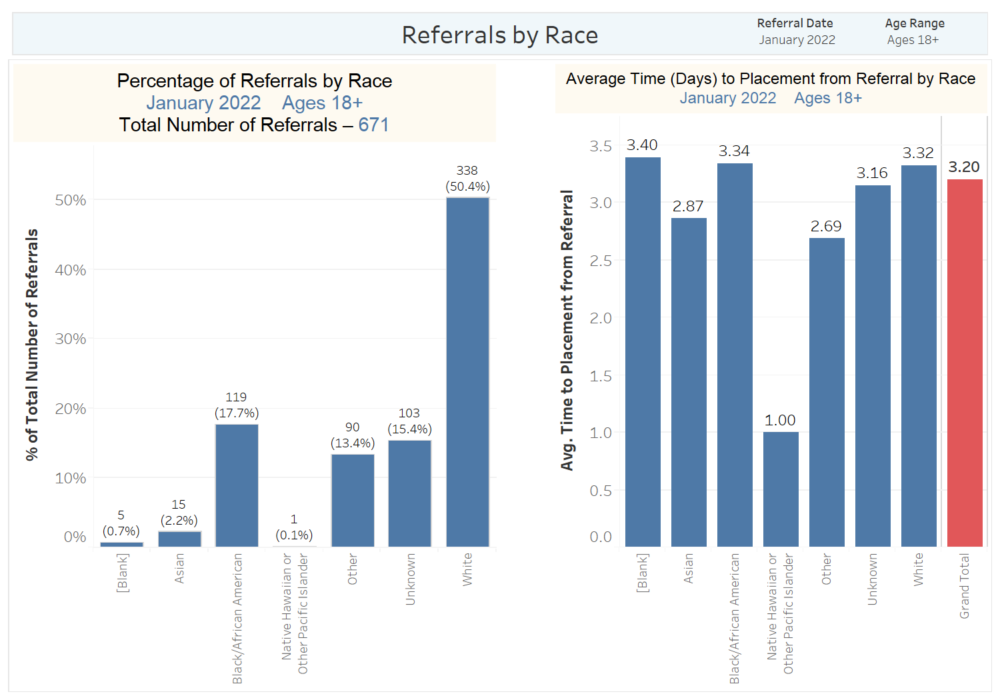 Referrals by Race
Referral Date
January 2022
Age Range
Ages 18+
Percentage of Referrals by Race
January 2022 Ages 18+
Total Number of Referrals – 671
% of Total Number of Referrals
50%
40%
30%
20%
10%
0%
5
(0.7%)
15
(2.2%)
119
(17.7%)
1
(0.1%)
90
(13.4%)
103
(15.4%)
338
(50.4%)
[Blank]
Asian
Black/African American
Native Hawaiian or
Other Pacific Islander
Other
Unknown
White
Average Time (Days) to Placement from Referral by Race
January 2022 Ages 18+
Avg. Time to Placement from Referral
3.5
3.0
2.5
2.0
1.5
1.0
0.5
0.0
3.40
2.87
3.34
1.00
2.69
3.16
3.32
3.20
[Blank]
Asian
Black/African American
Native Hawaiian or
Other Pacific Islander
Other
Unknown
White
Grand Total